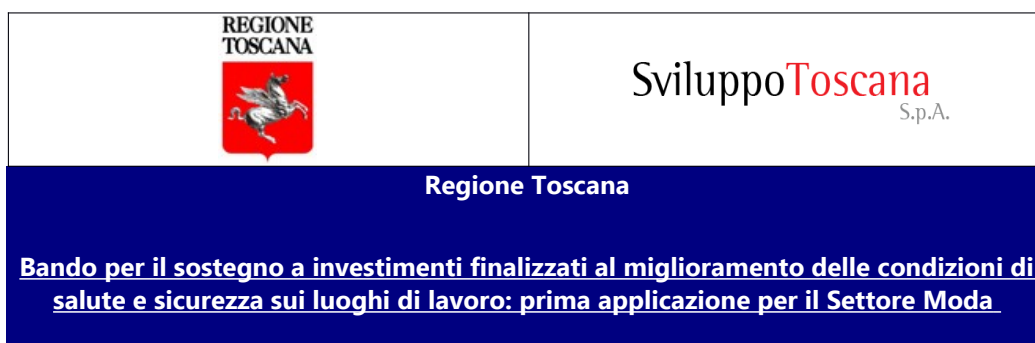 REGIONE
TOSCANA
SviluppoToscana
S.p.A.
Regione Toscana
Bando per il sostegno a investimenti finalizzati al miglioramento delle condizioni di
salute e sicurezza sui luoghi di lavoro: prima applicazione per il Settore Moda